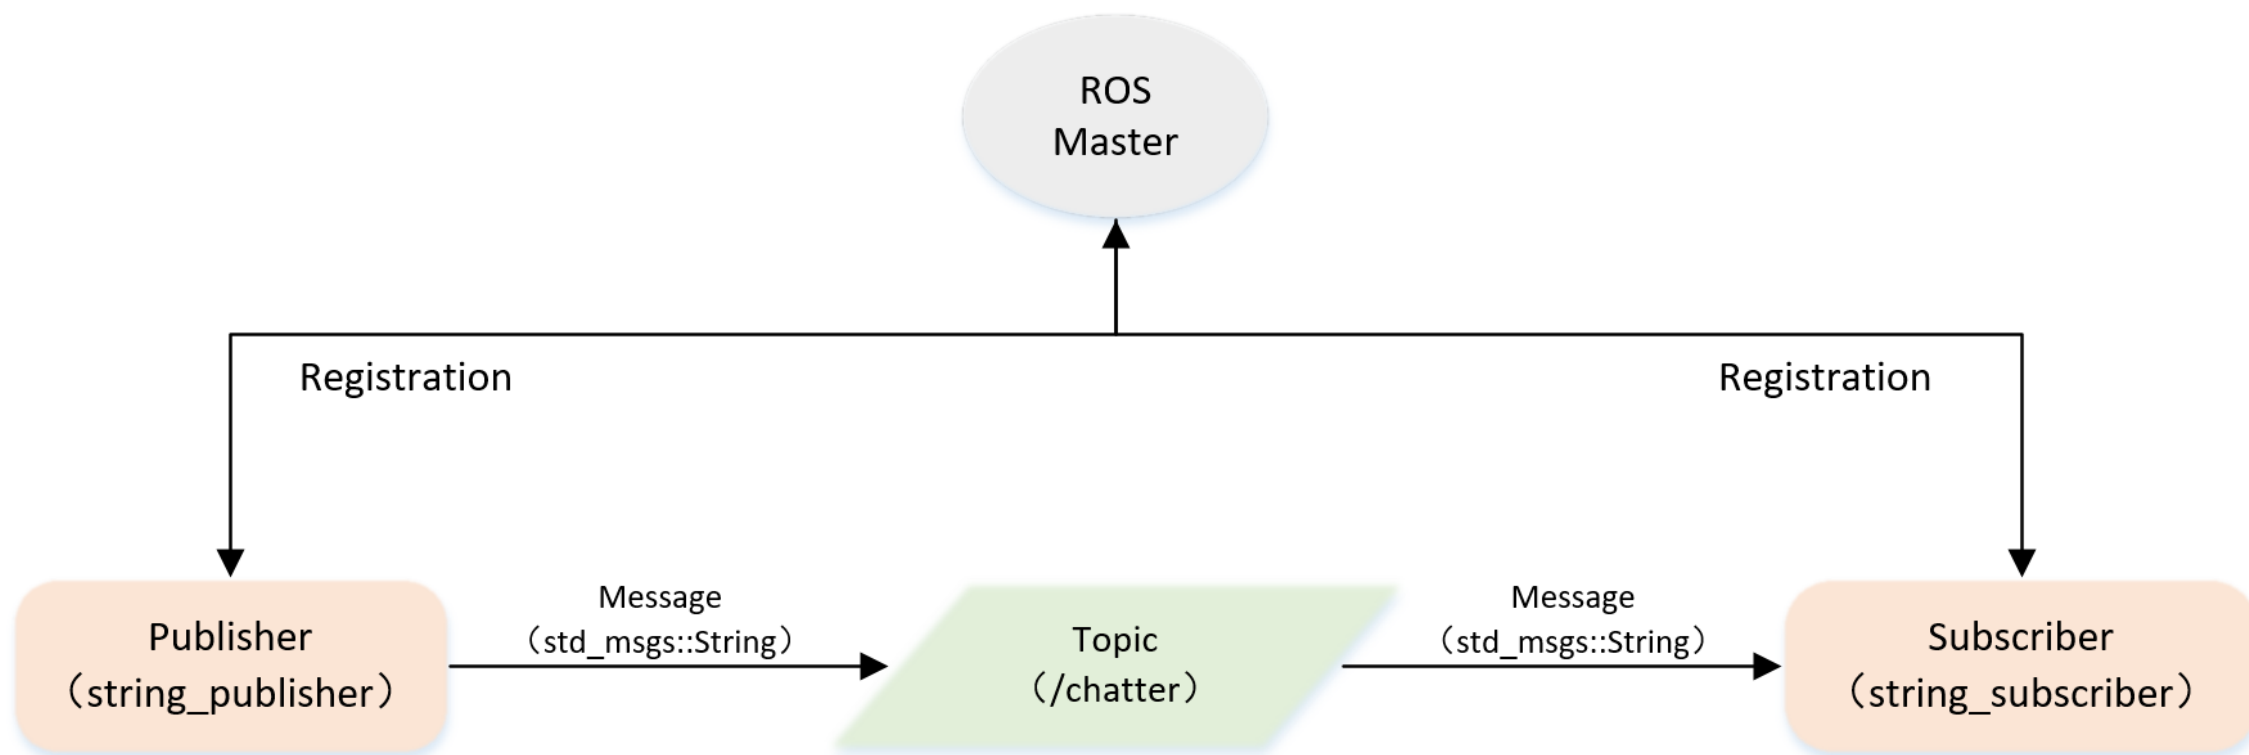 ROS
Master
Registration
Registration
Message
（std_msgs::String）
Message
（std_msgs::String）
Publisher
（string_publisher）
Topic
（/chatter）
Subscriber
（string_subscriber）